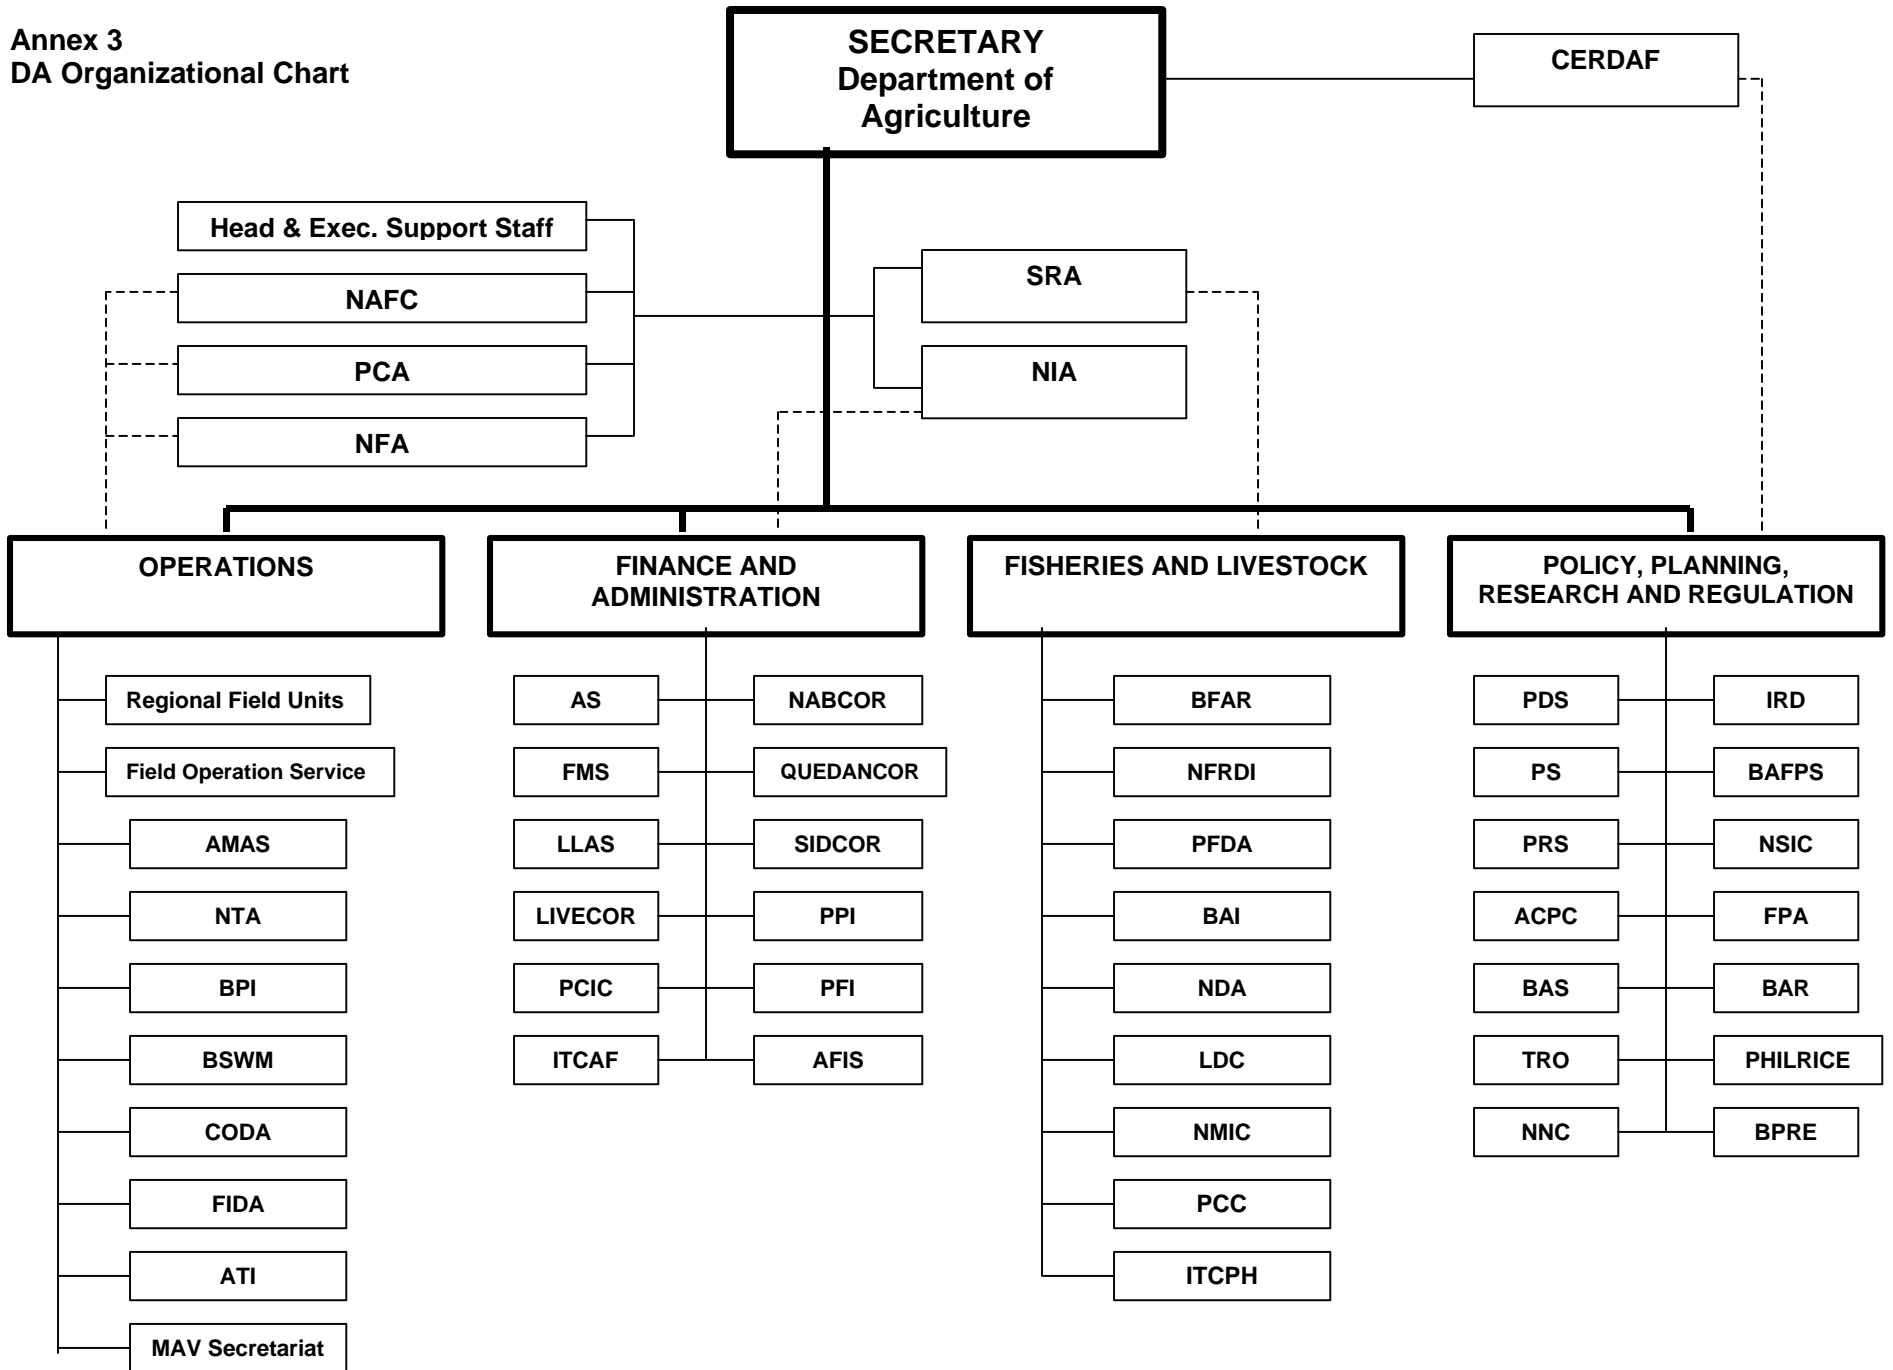 Annex 3
DA Organizational Chart
SECRETARY
Department of
Agriculture
CERDAF
Head & Exec. Support Staff
NAFC
PCA
NFA
SRA
NIA
OPERATIONS
Regional Field Units
Field Operation Service
AMAS
NTA
BPI
BSWM
CODA
FIDA
ATI
MAV Secretariat
FINANCE AND
ADMINISTRATION
AS
NABCOR
FMS
QUEDANCOR
LLAS
SIDCOR
LIVECOR
PPI
PCIC
PFI
ITCAF
AFIS
FISHERIES AND LIVESTOCK
BFAR
NFRDI
PFDA
BAI
NDA
LDC
NMIC
PCC
ITCPH
POLICY, PLANNING,
RESEARCH AND REGULATION
PDS
IRD
PS
BAFPS
PRS
NSIC
ACPC
FPA
BAS
BAR
TRO
PHILRICE
NNC
BPRE